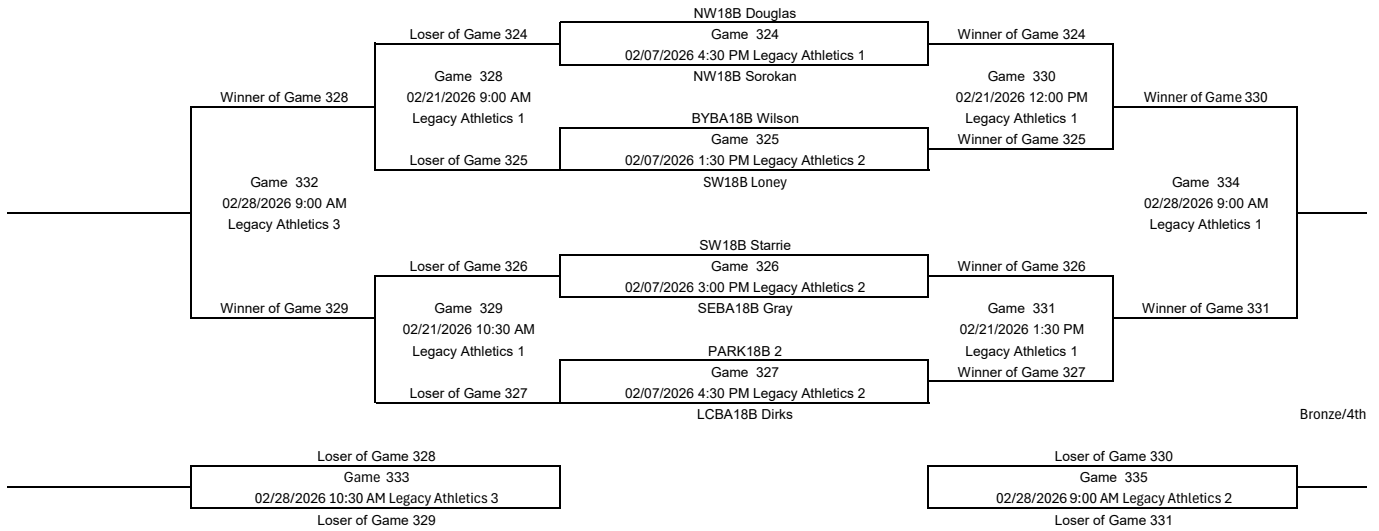 NW18B Douglas
Loser of Game 324
Game 324
Winner of Game 324
02/07/2026 4:30 PM Legacy Athletics 1
Game 328
NW18B Sorokan
Game 330
Winner of Game 328
02/21/2026 9:00 AM
02/21/2026 12:00 PM
Winner of Game 330
Legacy Athletics 1
BYBA18B Wilson
Legacy Athletics 1
Game 325
Winner of Game 325
Loser of Game 325
02/07/2026 1:30 PM Legacy Athletics 2
Game 332
SW18B Loney
Game 334
02/28/2026 9:00 AM
02/28/2026 9:00 AM
Legacy Athletics 3
Legacy Athletics 1
SW18B Starrie
Loser of Game 326
Game 326
Winner of Game 326
02/07/2026 3:00 PM Legacy Athletics 2
Winner of Game 329
Game 329
SEBA18B Gray
Game 331
Winner of Game 331
02/21/2026 10:30 AM
02/21/2026 1:30 PM
Legacy Athletics 1
PARK18B 2
Legacy Athletics 1
Game 327
Winner of Game 327
Loser of Game 327
02/07/2026 4:30 PM Legacy Athletics 2
LCBA18B Dirks
Bronze/4th
Loser of Game 328
Loser of Game 330
Game 333
Game 335
02/28/2026 10:30 AM Legacy Athletics 3
02/28/2026 9:00 AM Legacy Athletics 2
Loser of Game 329
Loser of Game 331